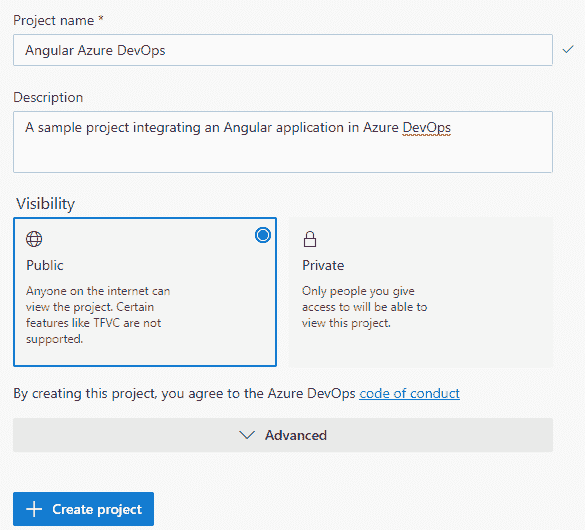 Project name *
Angular Azure DevOps
Description
A sample project integrating an Angular application in Azure DevOps
Visibility
Public
Anyone on the internet can
view the project. Certain
features like TFVC are not
supported.
Private
Only people you give
access to will be able to
view this project.
By creating this project, you agree to the Azure DevOps code of conduct
Advanced
Create project